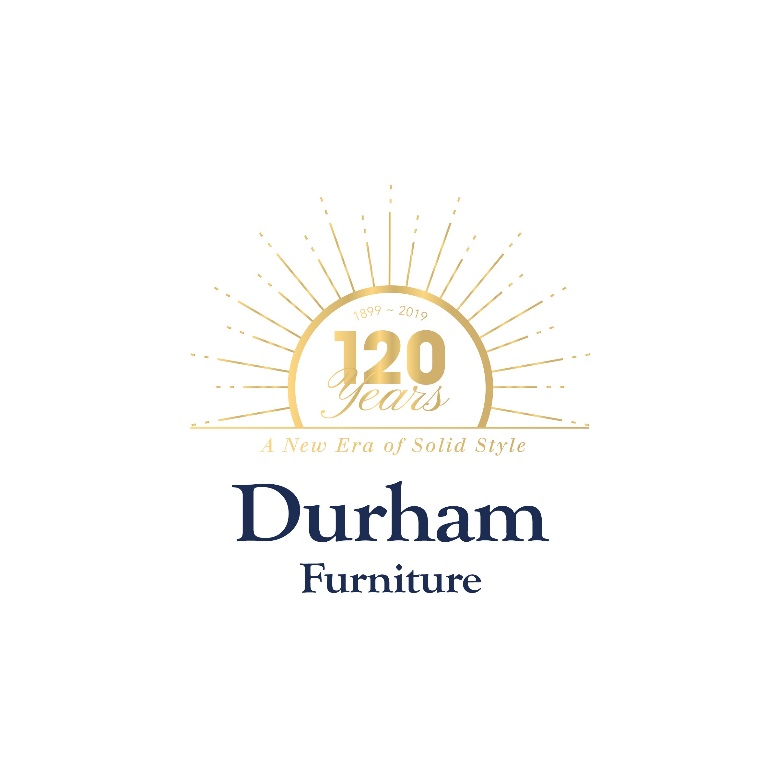 1899 ~ 2019
120
Years
A New Era of Solid Style
Durham
Furniture